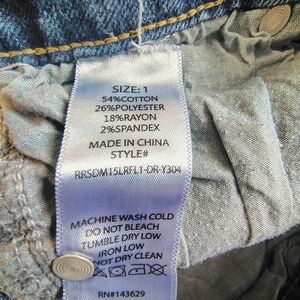 SIZE: 1
54%COTTON
26%POLYESTER
18%RAYON
2%SPANDEX
MADE IN CHINA
STYLE#
RRSDM15LRFL1-DR-Y304
MACHINE WASH COLD
DO NOT BLEACH
TUMBLE DRY LOW
IRON LOW
NOT DRY CLEAN
RN#143629